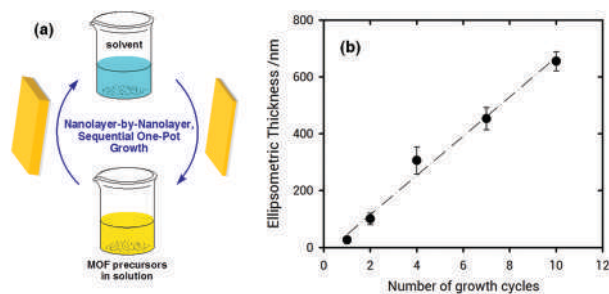 (a)
solvent
Nanolayer-by-Nanolayer,
Sequential One-Pot
Growth
MOF precursors
in solution
(b)
Ellipsometric Thickness /nm
800
600
400
200
0
0 2 4 6 8 10 12
Number of growth cycles